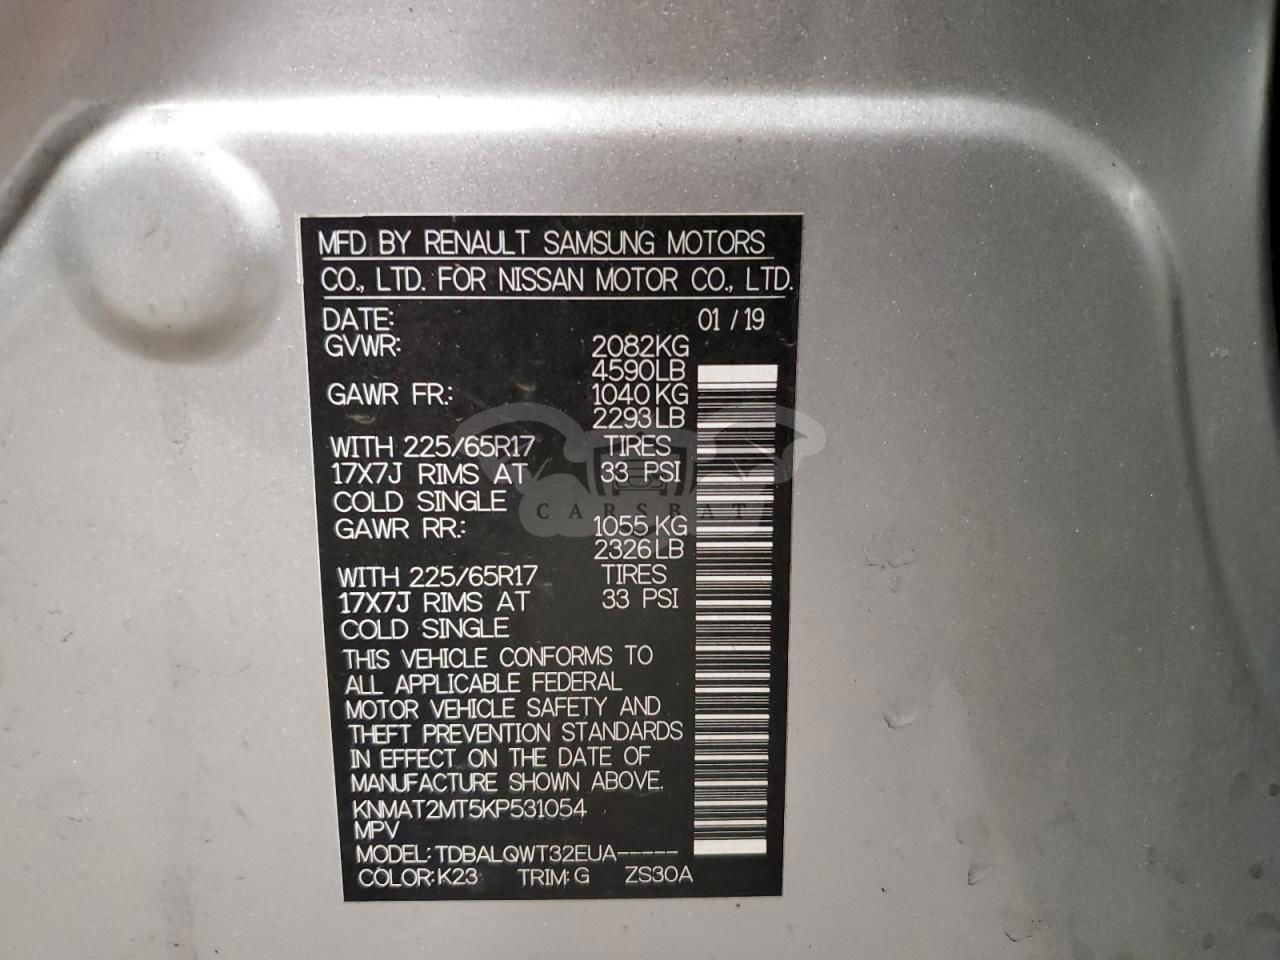 MFD BY RENAULT SAMSUNG MOTORS
CO., LTD. FOR NISSAN MOTOR CO., LTD.
DATE: 01 / 19
GVWR: 2082KG
4590LB
GAWR FR.: 1040KG
2293LB
WITH 225/65R17 TIRES
17X7J RIMS AT 33 PSI
COLD SINGLE
CARSBAT
GAWR RR.: 1055KG
2326LB
WITH 225/65R17 TIRES
17X7J RIMS AT 33 PSI
COLD SINGLE
THIS VEHICLE CONFORMS TO
ALL APPLICABLE FEDERAL
MOTOR VEHICLE SAFETY AND
THEFT PREVENTION STANDARDS
IN EFFECT ON THE DATE OF
MANUFACTURE SHOWN ABOVE.
KNMAT2MT5KP531054
MPV
MODEL: TDBALQWT32EUA-----
COLOR: K23 TRIM: G ZS30A